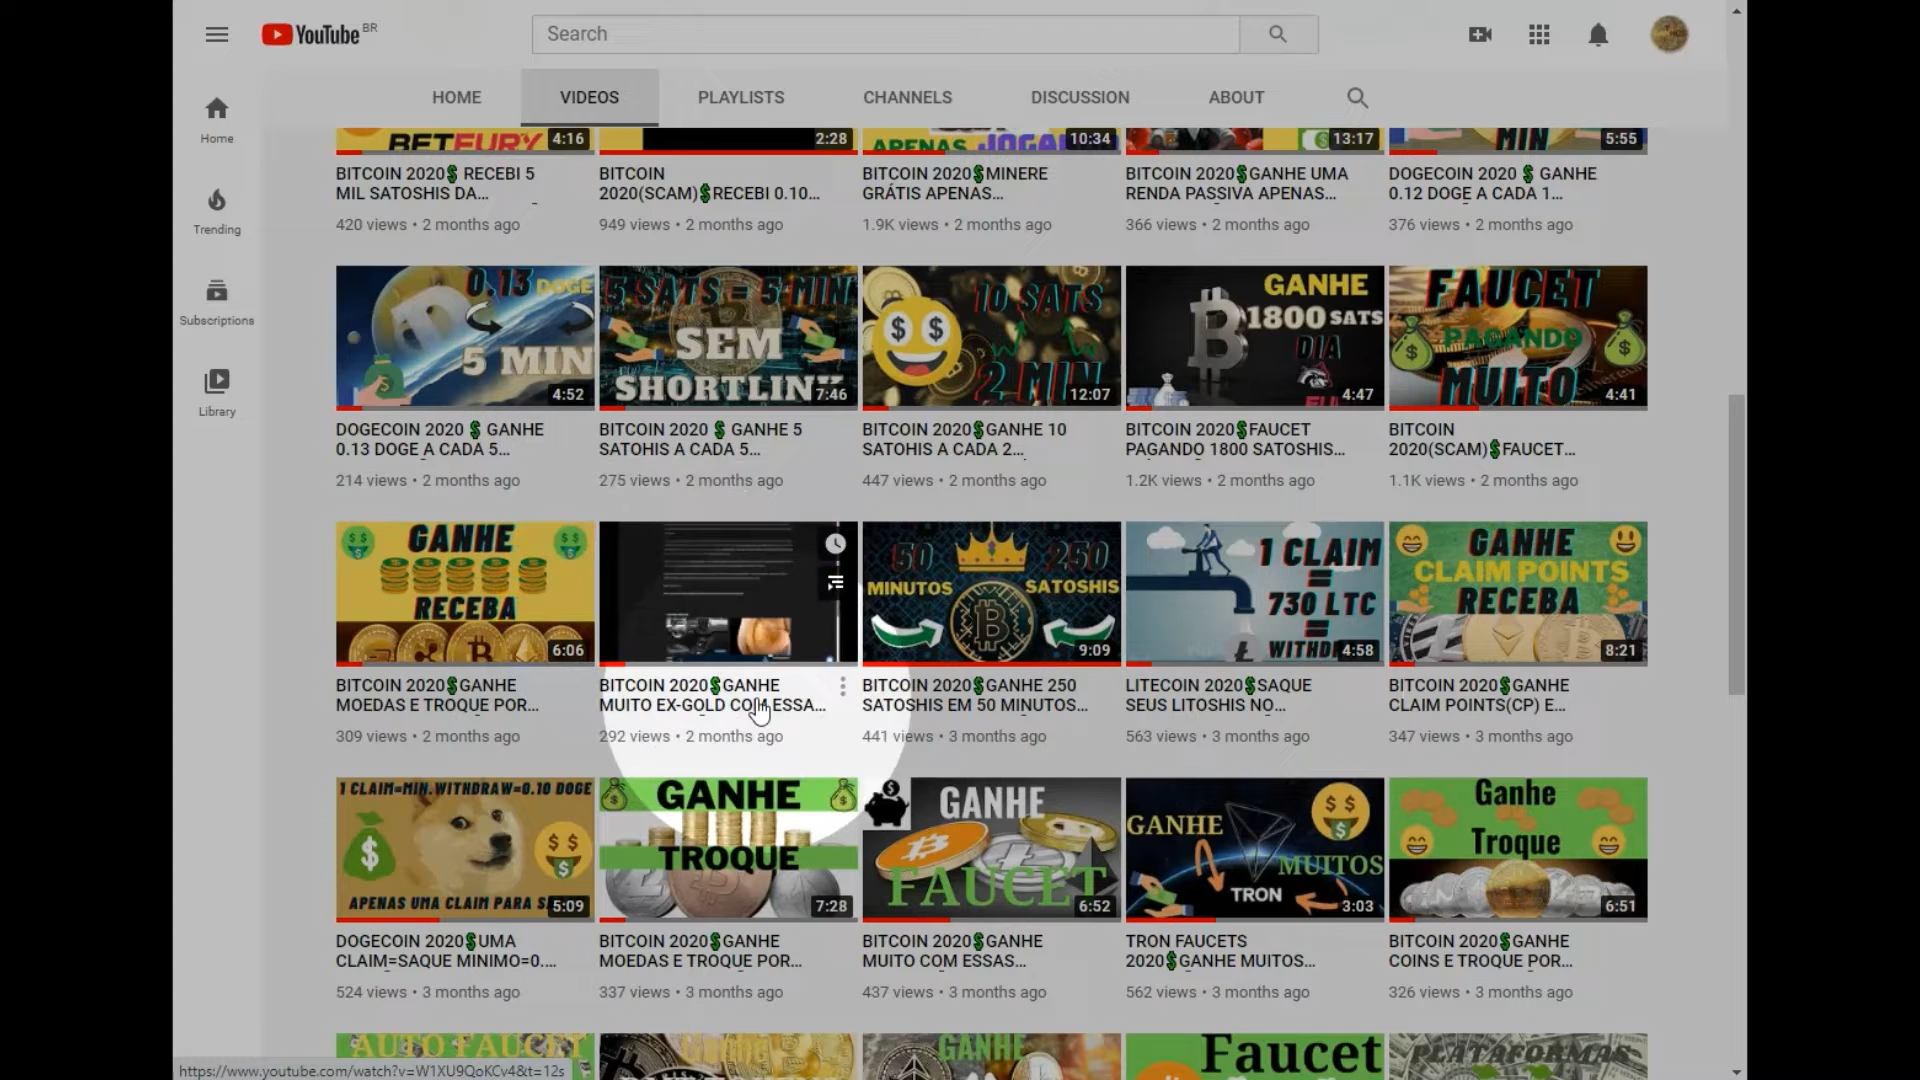 YouTube BR
Search
HOME
VIDEOS
PLAYLISTS
CHANNELS
DISCUSSION
ABOUT
Home
Trending
Subscriptions
Library
BETFURY
4:16
2:28
APENAS JOGA
10:34
13:17
MIN
5:55
BITCOIN 2020💲RECEBI 5
MIL SATOSHIS DA...
420 views • 2 months ago
BITCOIN
2020(SCAM)💲RECEBI 0.10...
949 views • 2 months ago
BITCOIN 2020💲MINERE
GRÁTIS APENAS...
1.9K views • 2 months ago
BITCOIN 2020💲GANHE UMA
RENDA PASSIVA APENAS...
366 views • 2 months ago
DOGECOIN 2020 💲 GANHE
0.12 DOGE A CADA 1...
376 views • 2 months ago
0,13 DOGE
5 MIN
4:52
5 SATS = 5 MIN
SEM
SHORTLINK
7:46
10 SATS
2 MIN
12:07
GANHE
1800 SATS
DIA
4:47
FAUCET
PAGANDO
MUITO
4:41
DOGECOIN 2020 💲 GANHE
0.13 DOGE A CADA 5...
214 views • 2 months ago
BITCOIN 2020 💲 GANHE 5
SATOHIS A CADA 5...
275 views • 2 months ago
BITCOIN 2020💲GANHE 10
SATOHIS A CADA 2...
447 views • 2 months ago
BITCOIN 2020💲FAUCET
PAGANDO 1800 SATOSHIS...
1.2K views • 2 months ago
BITCOIN
2020(SCAM)💲FAUCET...
1.1K views • 2 months ago
GANHE
RECEBA
6:06
50 250
MINUTOS SATOSHIS
9:09
1 CLAIM
=
730 LTC
=
WITHD
4:58
GANHE
CLAIM POINTS
RECEBA
8:21
BITCOIN 2020💲GANHE
MOEDAS E TROQUE POR...
309 views • 2 months ago
BITCOIN 2020💲GANHE
MUITO EX-GOLD COM ESSA...
292 views • 2 months ago
BITCOIN 2020💲GANHE 250
SATOSHIS EM 50 MINUTOS...
441 views • 3 months ago
LITECOIN 2020💲SAQUE
SEUS LITOSHIS NO...
563 views • 3 months ago
BITCOIN 2020💲GANHE
CLAIM POINTS(CP) E...
347 views • 3 months ago
1 CLAIM=MIN.WITHDRAW=0.10 DOGE
APENAS UMA CLAIM PARA S
5:09
GANHE
TROQUE
7:28
GANHE
FAUCET
6:52
GANHE
MUITOS
TRON
3:03
Ganhe
Troque
6:51
DOGECOIN 2020💲UMA
CLAIM=SAQUE MINIMO=0....
524 views • 3 months ago
BITCOIN 2020💲GANHE
MOEDAS E TROQUE POR...
337 views • 3 months ago
BITCOIN 2020💲GANHE
MUITO COM ESSAS...
437 views • 3 months ago
TRON FAUCETS
2020💲GANHE MUITOS...
562 views • 3 months ago
BITCOIN 2020💲GANHE
COINS E TROQUE POR...
326 views • 3 months ago
AUTO FAUCET
Ganhe
GANHE
Faucet
PLATAFORMAS
https://www.youtube.com/watch?v=W1XU9QoKCv4&t=12s